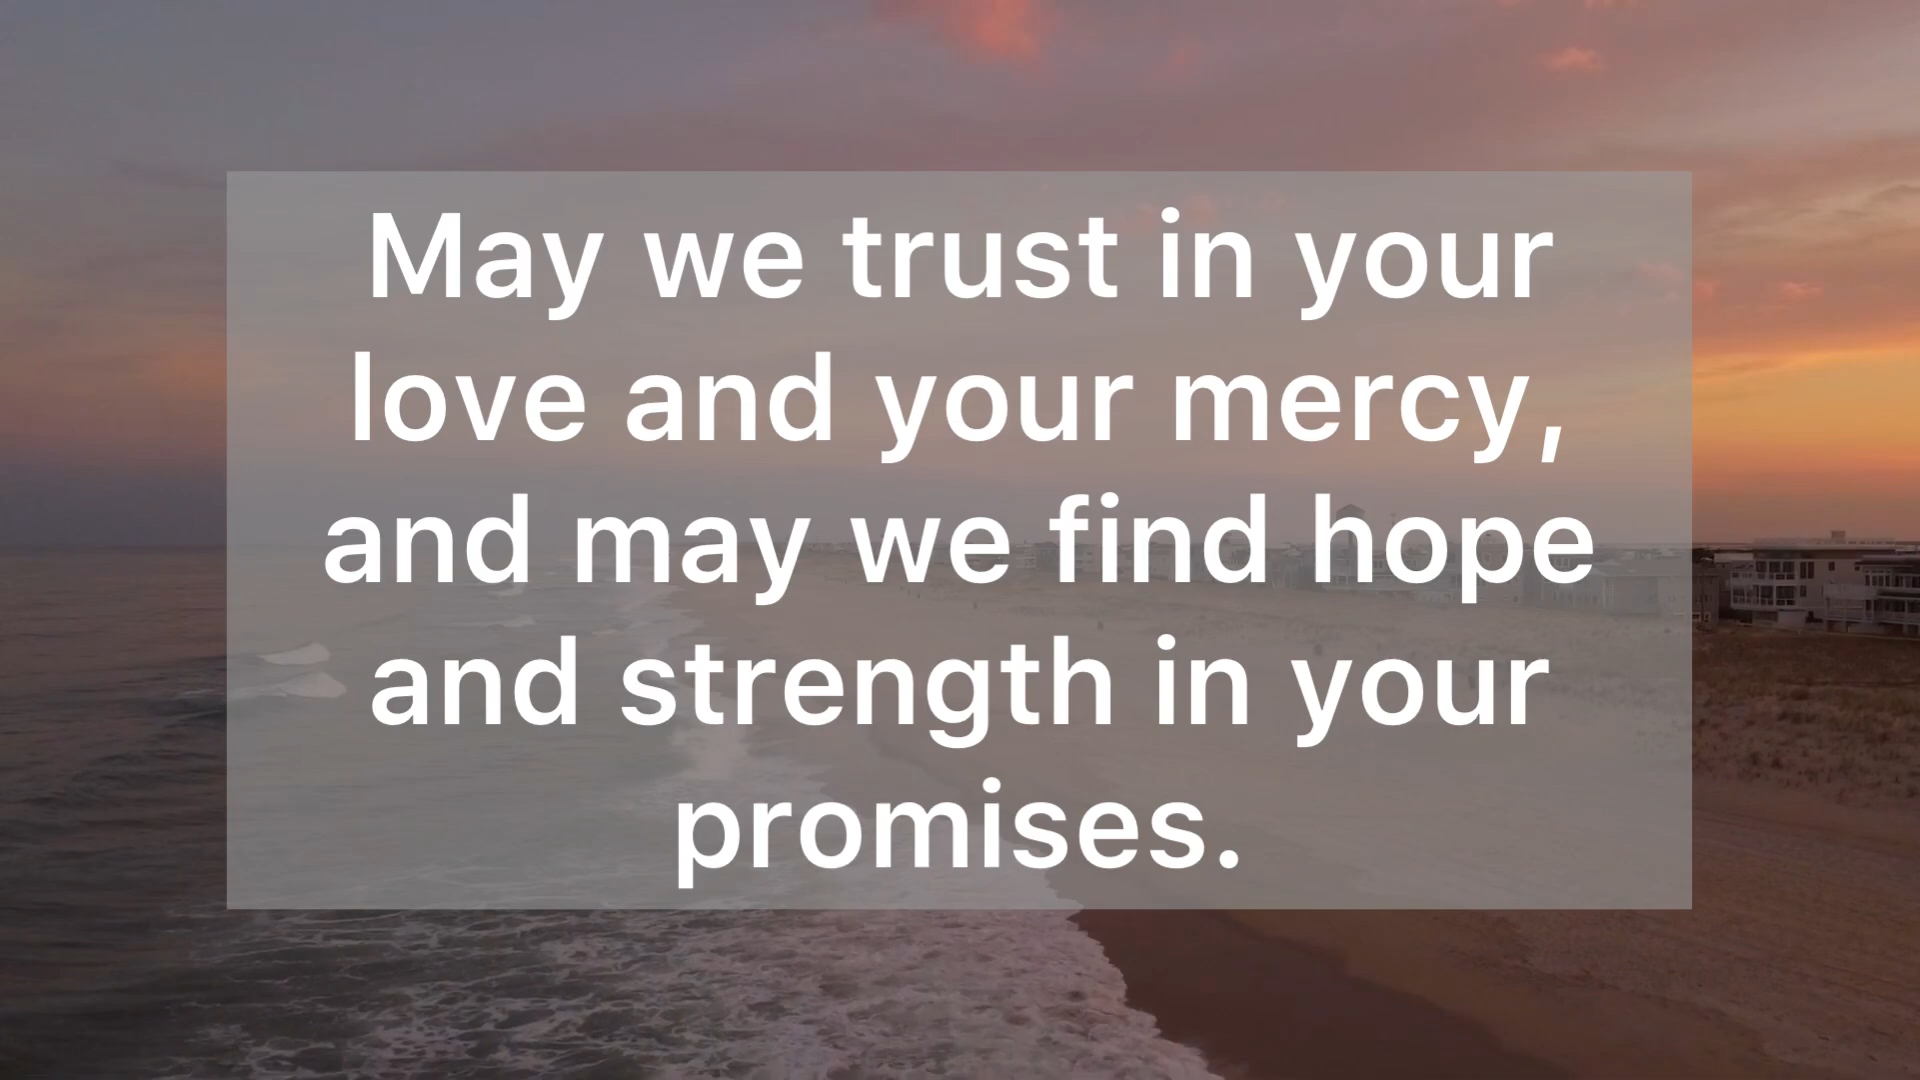 May we trust in your
love and your mercy,
and may we find hope
and strength in your
promises.